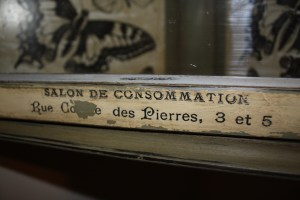 SALON DE CONSOMMATION
Rue des Pierres, 3 et 5